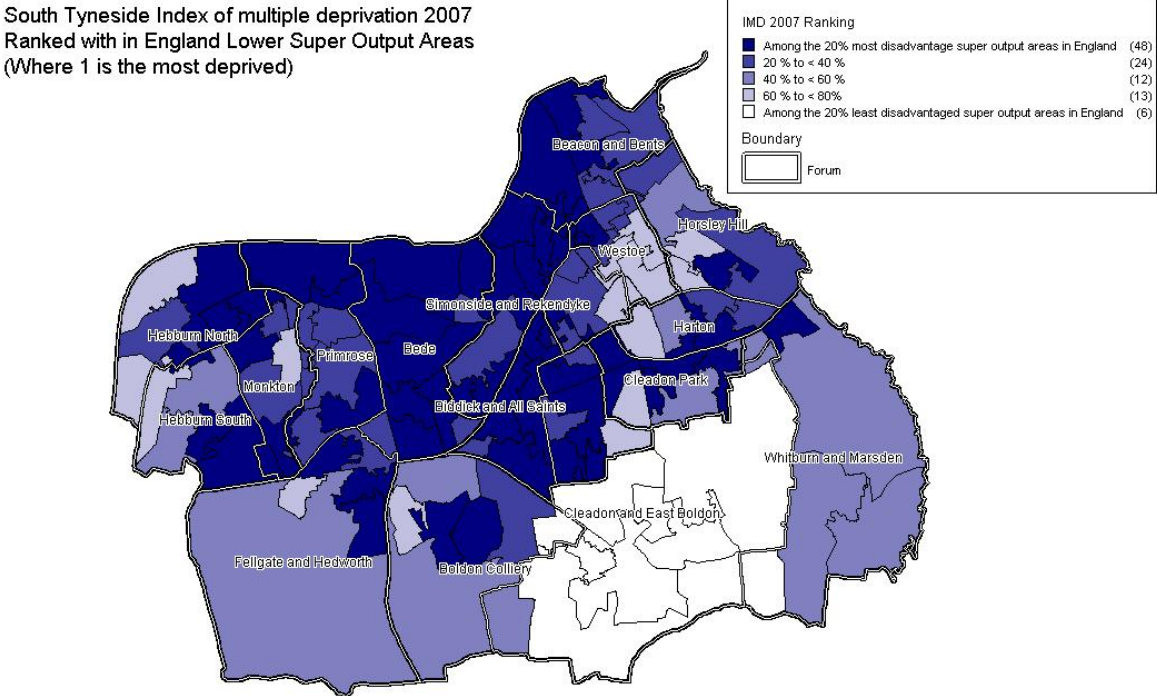 South Tyneside Index of multiple deprivation 2007
Ranked with in England Lower Super Output Areas
(Where 1 is the most deprived)
IMD 2007 Ranking
Among the 20% most disadvantage super output areas in England (48)
20 % to < 40 % (24)
40 % to < 60 % (12)
60 % to < 80% (13)
Among the 20% least disadvantaged super output areas in England (6)
Boundary
Forum
Beacon and Bents
Horsley Hill
Westoe
Simonside and Rekendyke
Harton
Hebburn North
Primrose
Bede
Monkton
Cleadon Park
Biddick and All Saints
Hebburn South
Whitburn and Marsden
Cleadon and East Boldon
Fellgate and Hedworth
Boldon Colliery